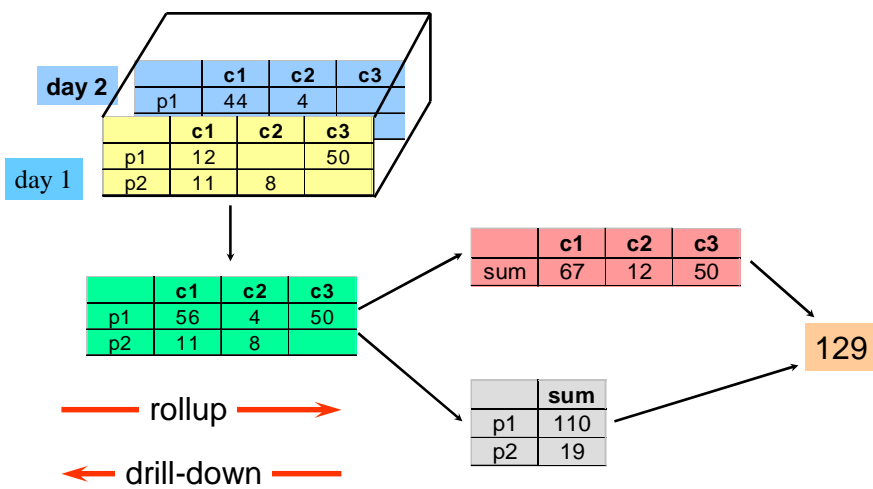 day 2
c1 c2 c3
p1 44 4
day 1
c1 c2 c3
p1 12 50
p2 11 8
c1 c2 c3
p1 56 4 50
p2 11 8
c1 c2 c3
sum 67 12 50
sum
p1 110
p2 19
129
rollup
drill-down